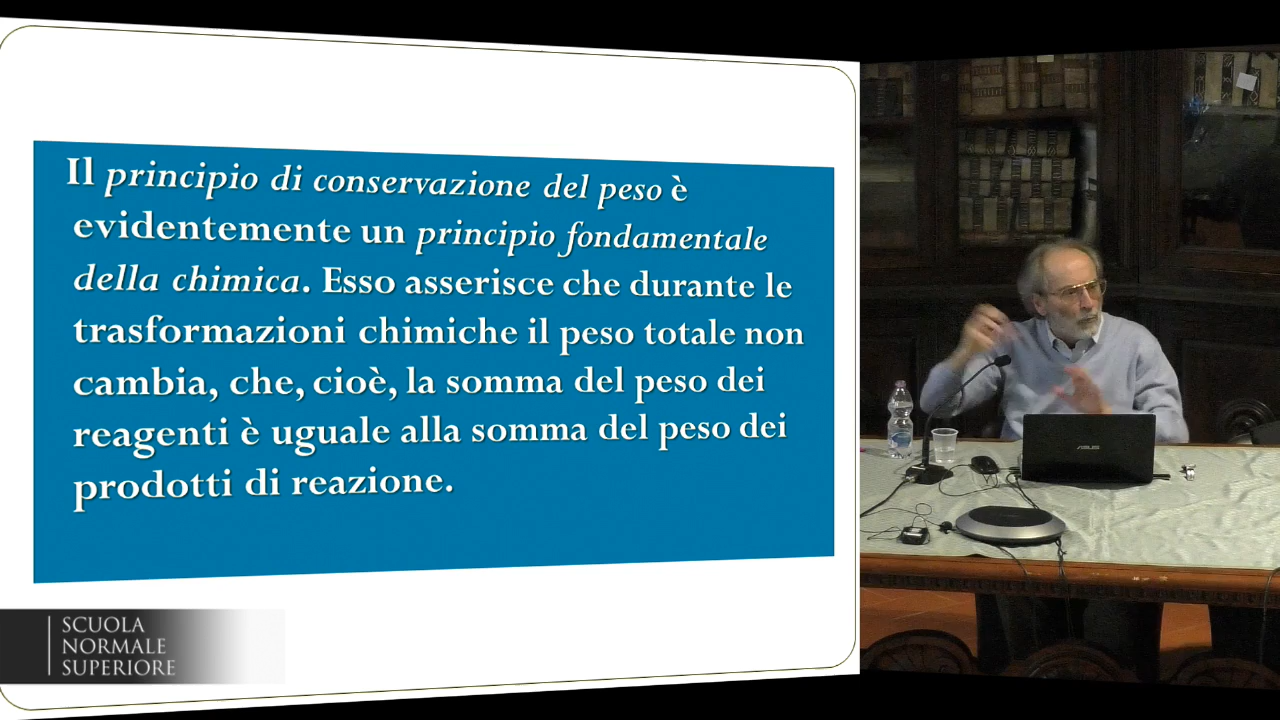 Il principio di conservazione del peso è
evidentemente un principio fondamentale
della chimica. Esso asserisce che durante le
trasformazioni chimiche il peso totale non
cambia, che, cioè, la somma del peso dei
reagenti è uguale alla somma del peso dei
prodotti di reazione.
SCUOLA
NORMALE
SUPERIORE
ASUS